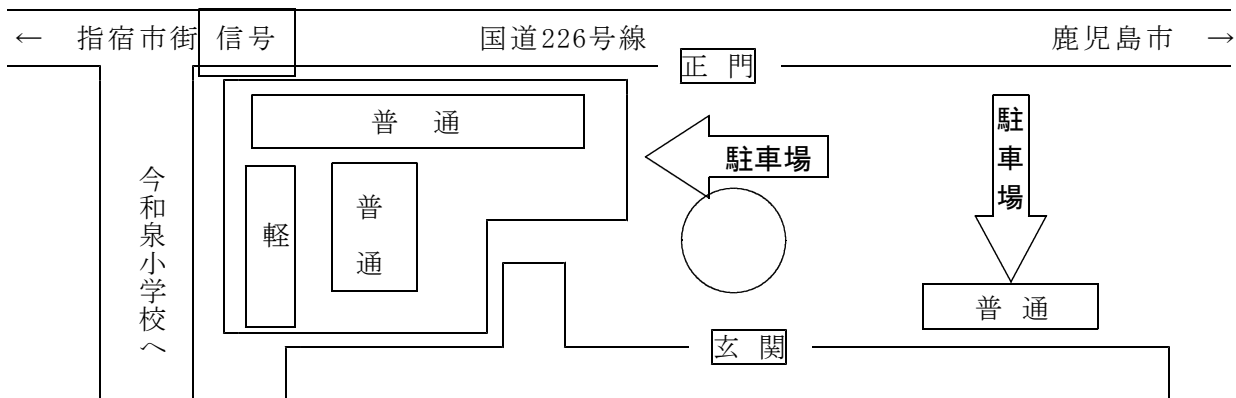 ← 指宿市街 信号 国道226号線 鹿児島市 →
正 門
普 通
駐車場
駐車場
今和泉小学校へ
軽
普通
普 通
玄 関